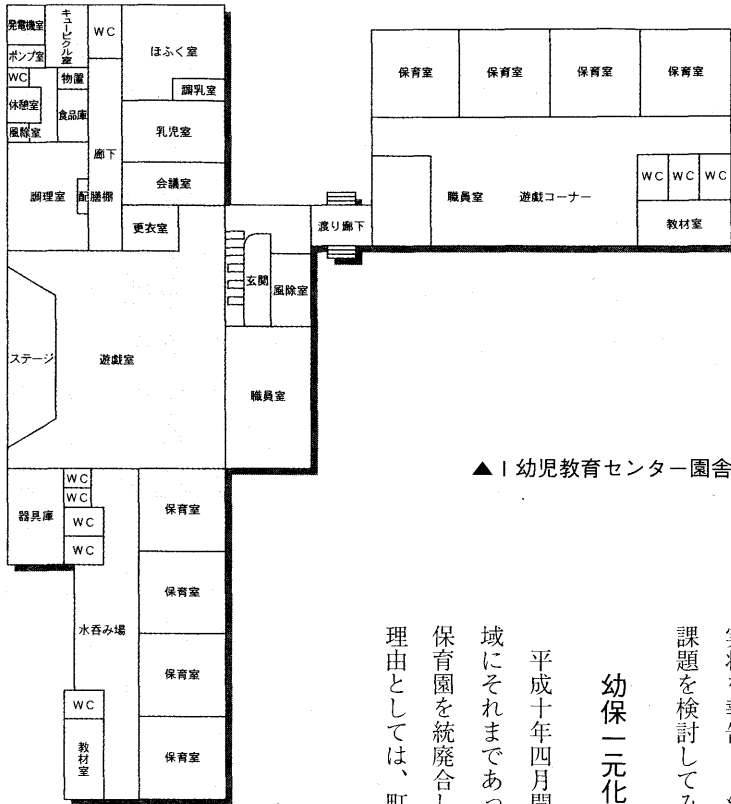 発電機室
キュービクル室
WC
ほふく室
ポンプ室
WC
物置
調乳室
休憩室
食品庫
風除室
乳児室
廊下
調理室
配膳棚
会議室
更衣室
保育室
保育室
保育室
保育室
職員室
遊戯コーナー
WC
WC
WC
教材室
渡り廊下
玄関
風除室
ステージ
遊戯室
職員室
▲I幼児教育センター園舎
器具庫
WC
WC
WC
WC
保育室
保育室
水呑み場
保育室
WC
教材室
保育室
課題を検討してみ
幼保一元化
平成十年四月開
域にそれまであっ
保育園を統廃合し
理由としては、町